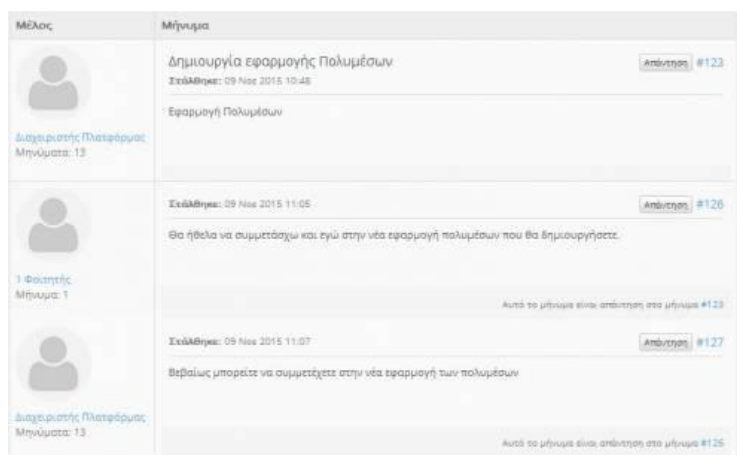 Μέλος Μήνυμα
Δημιουργία εφαρμογής Πολυμέσων Απάντηση #123
Στάλθηκε: 09 Νοε 2015 10:48
Εφαρμογή Πολυμέσων
Διαχειριστής Πλατφόρμας
Μηνύματα: 13
Στάλθηκε: 09 Νοε 2015 11:05 Απάντηση #126
Θα ήθελα να συμμετάσχω και εγώ στην νέα εφαρμογή πολυμέσων που θα δημιουργήσετε.
1 Φοιτητής
Μήνυμα: 1
Αυτό το μήνυμα είναι απάντηση στο μήνυμα #123
Στάλθηκε: 09 Νοε 2015 11:07 Απάντηση #127
Βεβαίως μπορείτε να συμμετέχετε στην νέα εφαρμογή των πολυμέσων
Διαχειριστής Πλατφόρμας
Μηνύματα: 13
Αυτό το μήνυμα είναι απάντηση στο μήνυμα #126